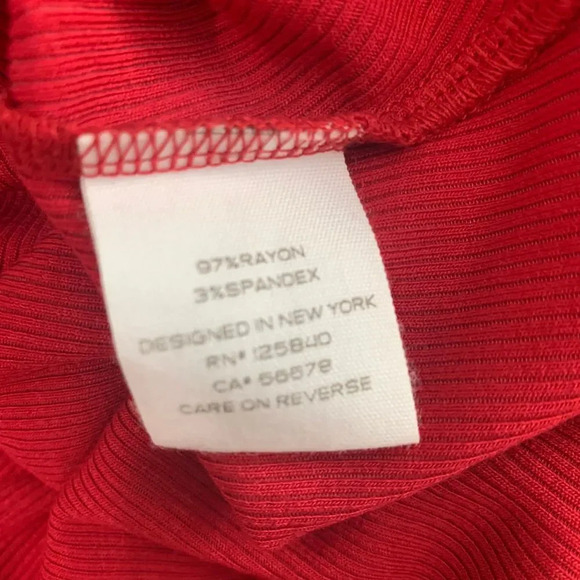 97%RAYON
3%SPANDEX
DESIGNED IN NEW YORK
RN# 125840
CA# 56578
CARE ON REVERSE